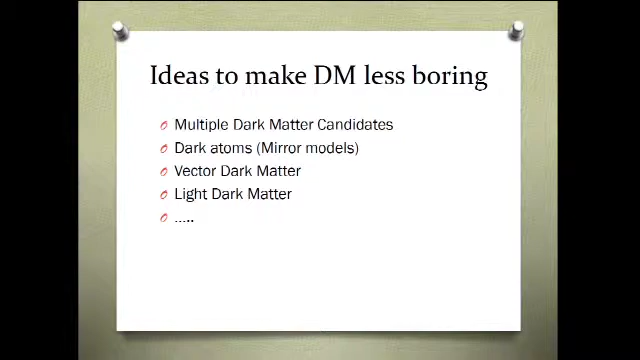 Ideas to make DM less boring
Multiple Dark Matter Candidates
Dark atoms (Mirror models)
Vector Dark Matter
Light Dark Matter
…..